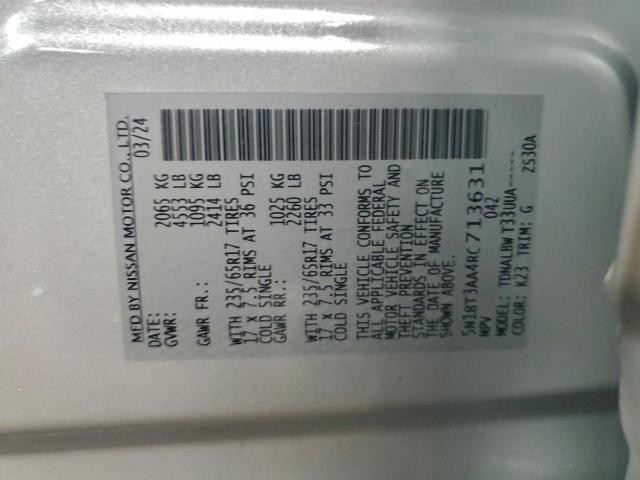 MFD BY NISSAN MOTOR CO., LTD.
DATE: 03/24
GVWR: 2065 KG
4553 LB
GAWR FR.: 1095 KG
2414 LB
WITH 235/65R17 TIRES
17 X 7.5 RIMS AT 36 PSI
COLD SINGLE
GAWR RR.: 1025 KG
2260 LB
WITH 235/65R17 TIRES
17 X 7.5 RIMS AT 33 PSI
COLD SINGLE
THIS VEHICLE CONFORMS TO
ALL APPLICABLE FEDERAL
MOTOR VEHICLE SAFETY AND
THEFT PREVENTION
STANDARDS IN EFFECT ON
THE DATE OF MANUFACTURE
SHOWN ABOVE.
5N1BT3AA4RC713631
MPV 042
MODEL: TDNALBW T33UUA-----
COLOR: K23 TRIM: G ZS30A